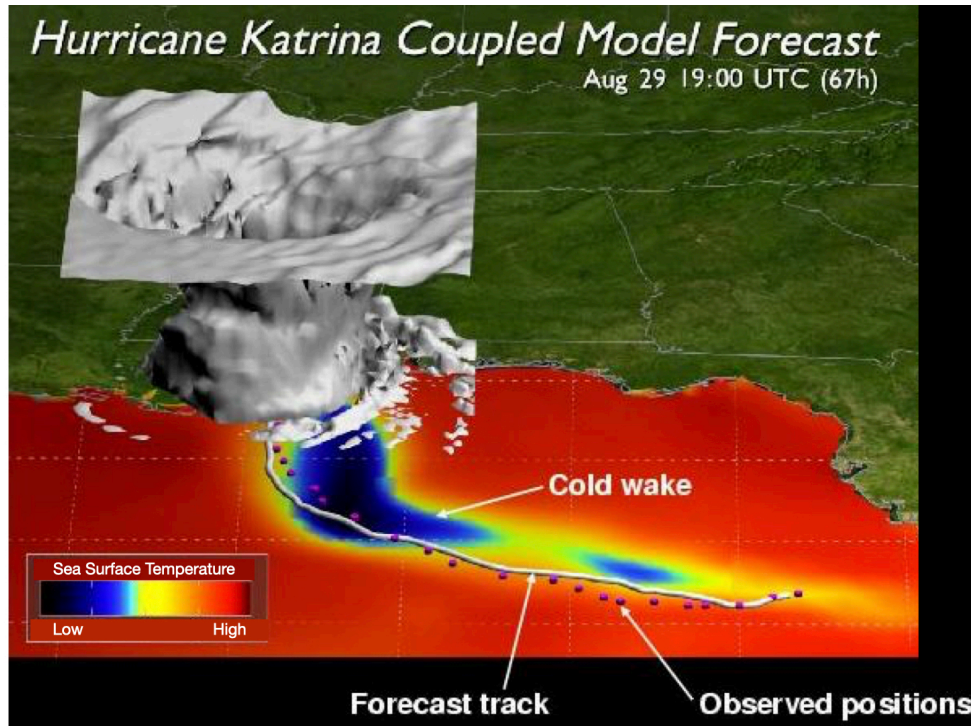 Hurricane Katrina Coupled Model Forecast
Aug 29 19:00 UTC (67h)
Cold wake
Sea Surface Temperature
Low High
Forecast track
Observed positions